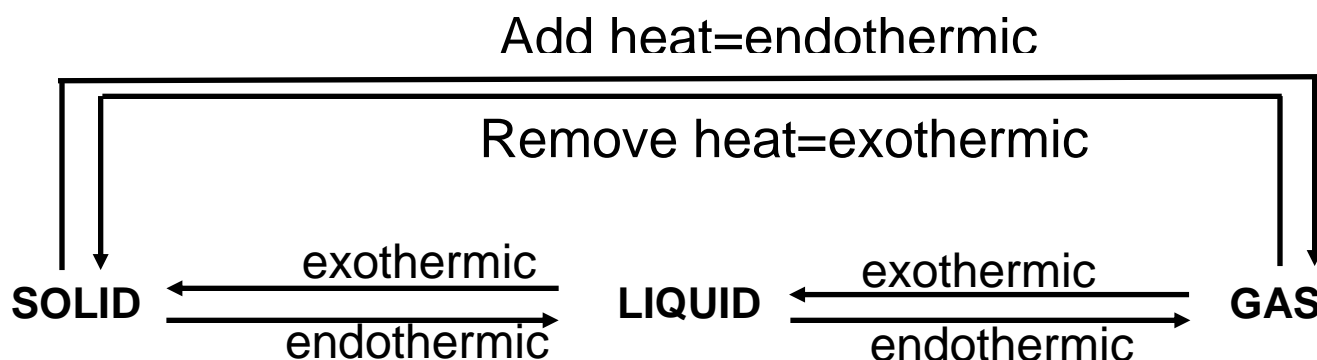 Add heat=endothermic
Remove heat=exothermic
exothermic exothermic
SOLID LIQUID GAS
endothermic endothermic